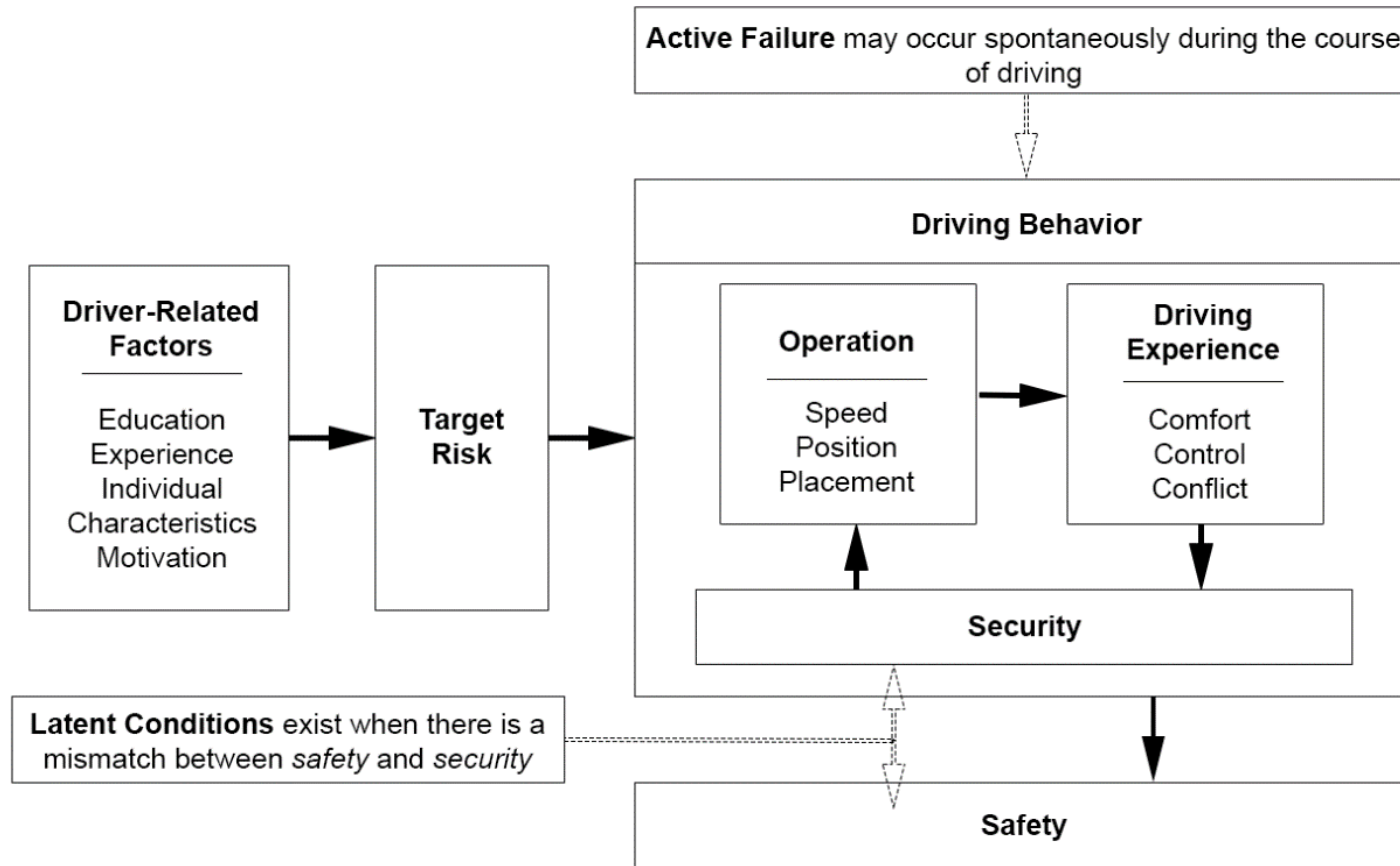 Active Failure may occur spontaneously during the course
of driving
Driving Behavior
Driver-Related
Factors
Education
Experience
Individual
Characteristics
Motivation
Target
Risk
Operation
Speed
Position
Placement
Driving
Experience
Comfort
Control
Conflict
Security
Latent Conditions exist when there is a
mismatch between safety and security
Safety